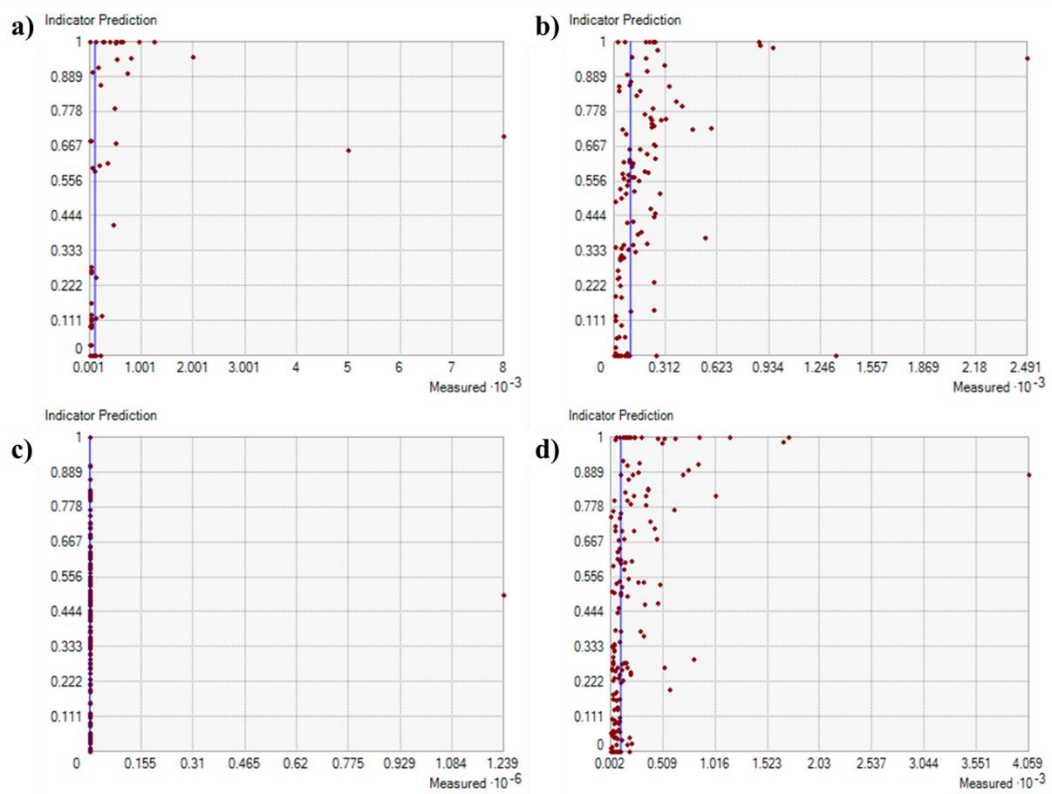 a)
Indicator Prediction
1
0.889
0.778
0.667
0.556
0.444
0.333
0.222
0.111
0
0.001 1.001 2.001 3.001 4 5 6 7 8
Measured ·10⁻³
b)
Indicator Prediction
1
0.889
0.778
0.667
0.556
0.444
0.333
0.222
0.111
0
0 0.312 0.623 0.934 1.246 1.557 1.869 2.18 2.491
Measured ·10⁻³
c)
Indicator Prediction
1
0.889
0.778
0.667
0.556
0.444
0.333
0.222
0.111
0
0 0.155 0.31 0.465 0.62 0.775 0.929 1.084 1.239
Measured ·10⁻⁶
d)
Indicator Prediction
1
0.889
0.778
0.667
0.556
0.444
0.333
0.222
0.111
0
0.002 0.509 1.016 1.523 2.03 2.537 3.044 3.551 4.059
Measured ·10⁻³